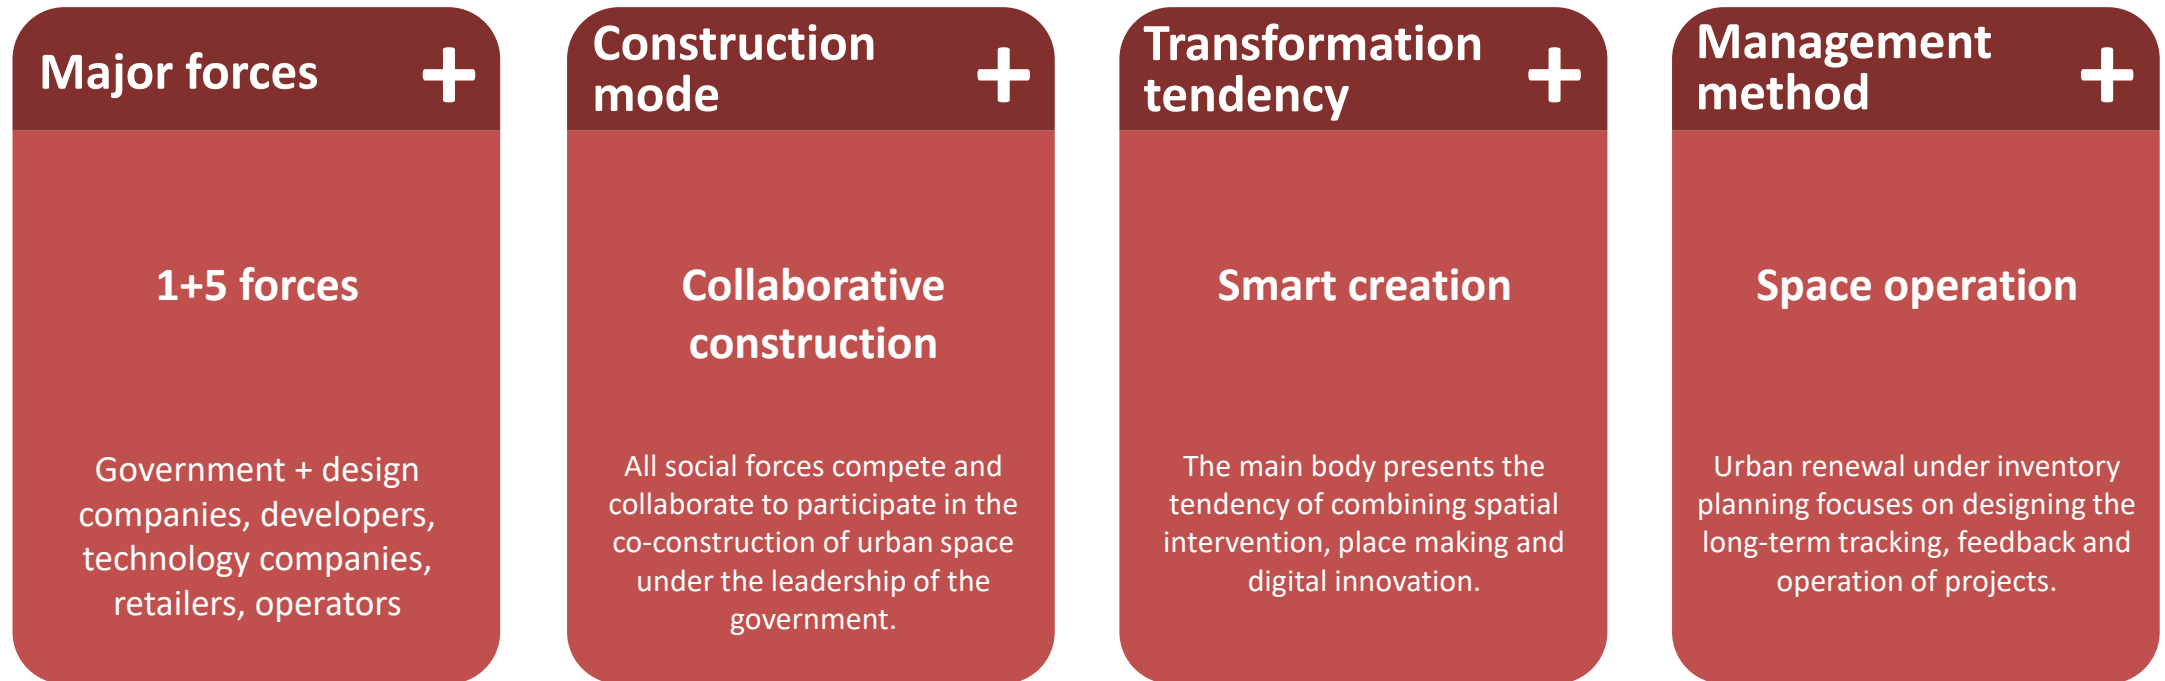 Major forces
+
1+5 forces
Government + design
companies, developers,
technology companies,
retailers, operators
Construction
mode
+
Collaborative
construction
All social forces compete and
collaborate to participate in the
co-construction of urban space
under the leadership of the
government.
Transformation
tendency
+
Smart creation
The main body presents the
tendency of combining spatial
intervention, place making and
digital innovation.
Management
method
+
Space operation
Urban renewal under inventory
planning focuses on designing the
long-term tracking, feedback and
operation of projects.